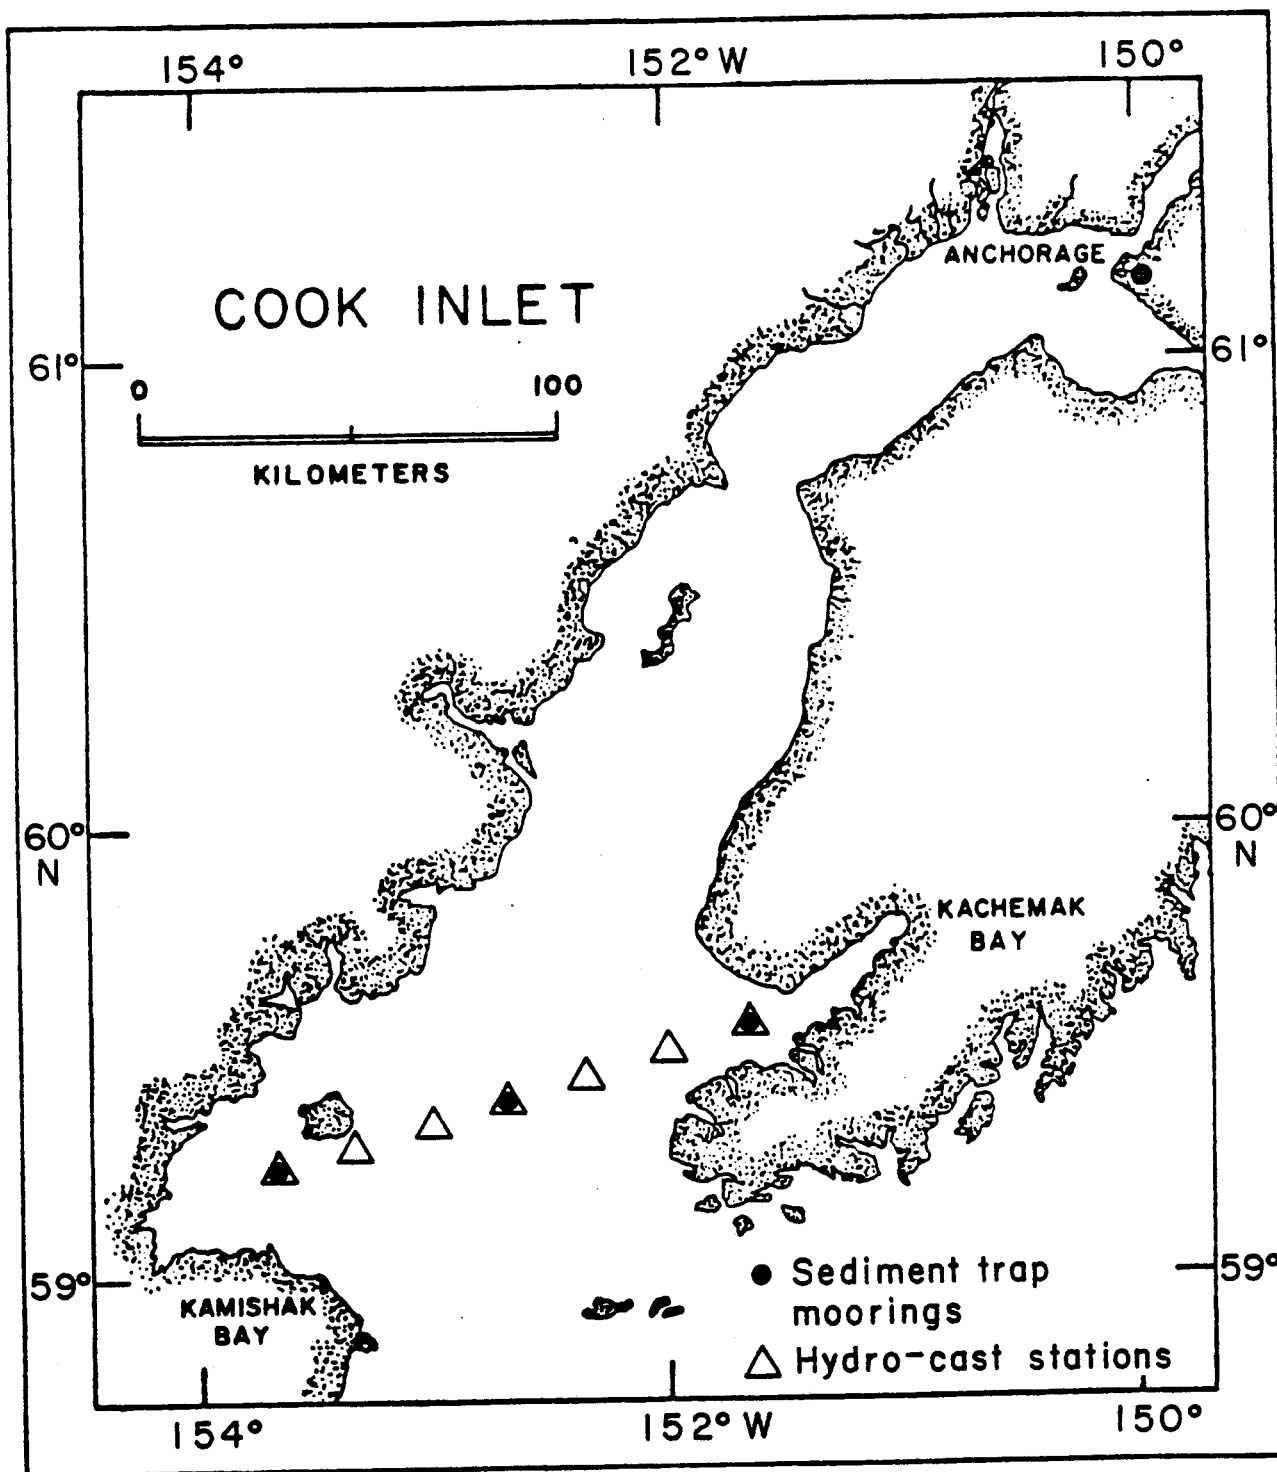 154° 152° W 150°
ANCHORAGE
COOK INLET
61° 61°
0 100
KILOMETERS
60° 60°
N N
KACHEMAK
BAY
59° 59°
Sediment trap
moorings
KAMISHAK
BAY
Hydro-cast stations
154° 152° W 150°